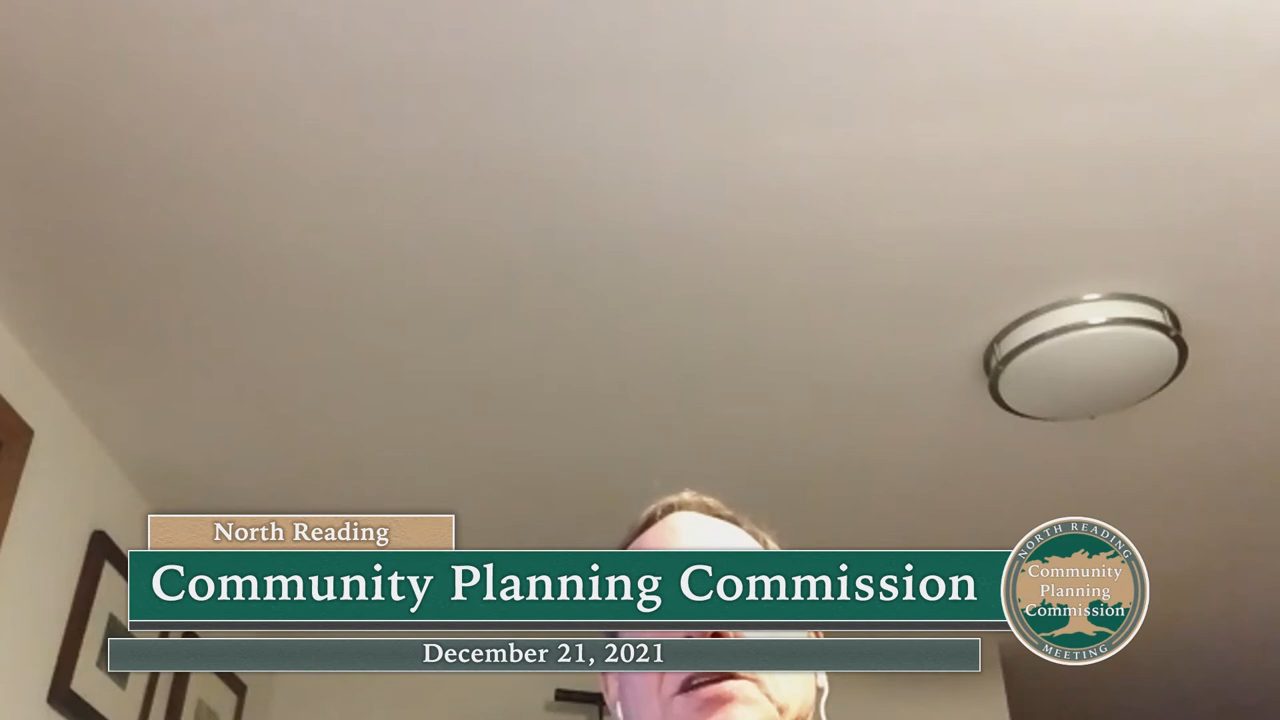 North Reading
Community Planning Commission
December 21, 2021
NORTH READING
Community
Planning
Commission
MEETING